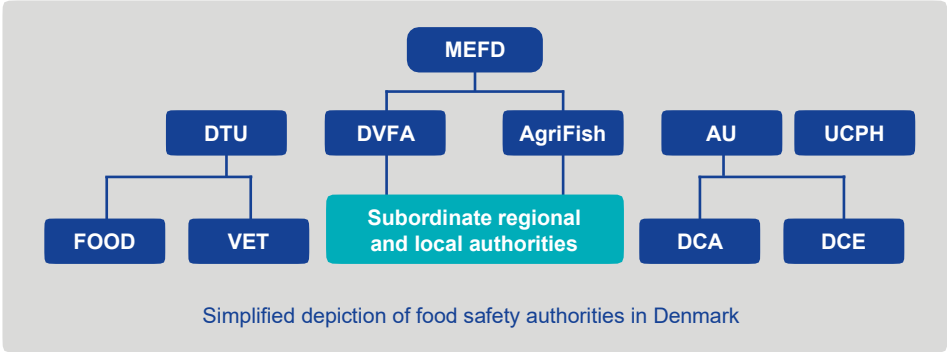 MEFD
DTU
DVFA
AgriFish
AU
UCPH
FOOD
VET
Subordinate regional
and local authorities
DCA
DCE
Simplified depiction of food safety authorities in Denmark